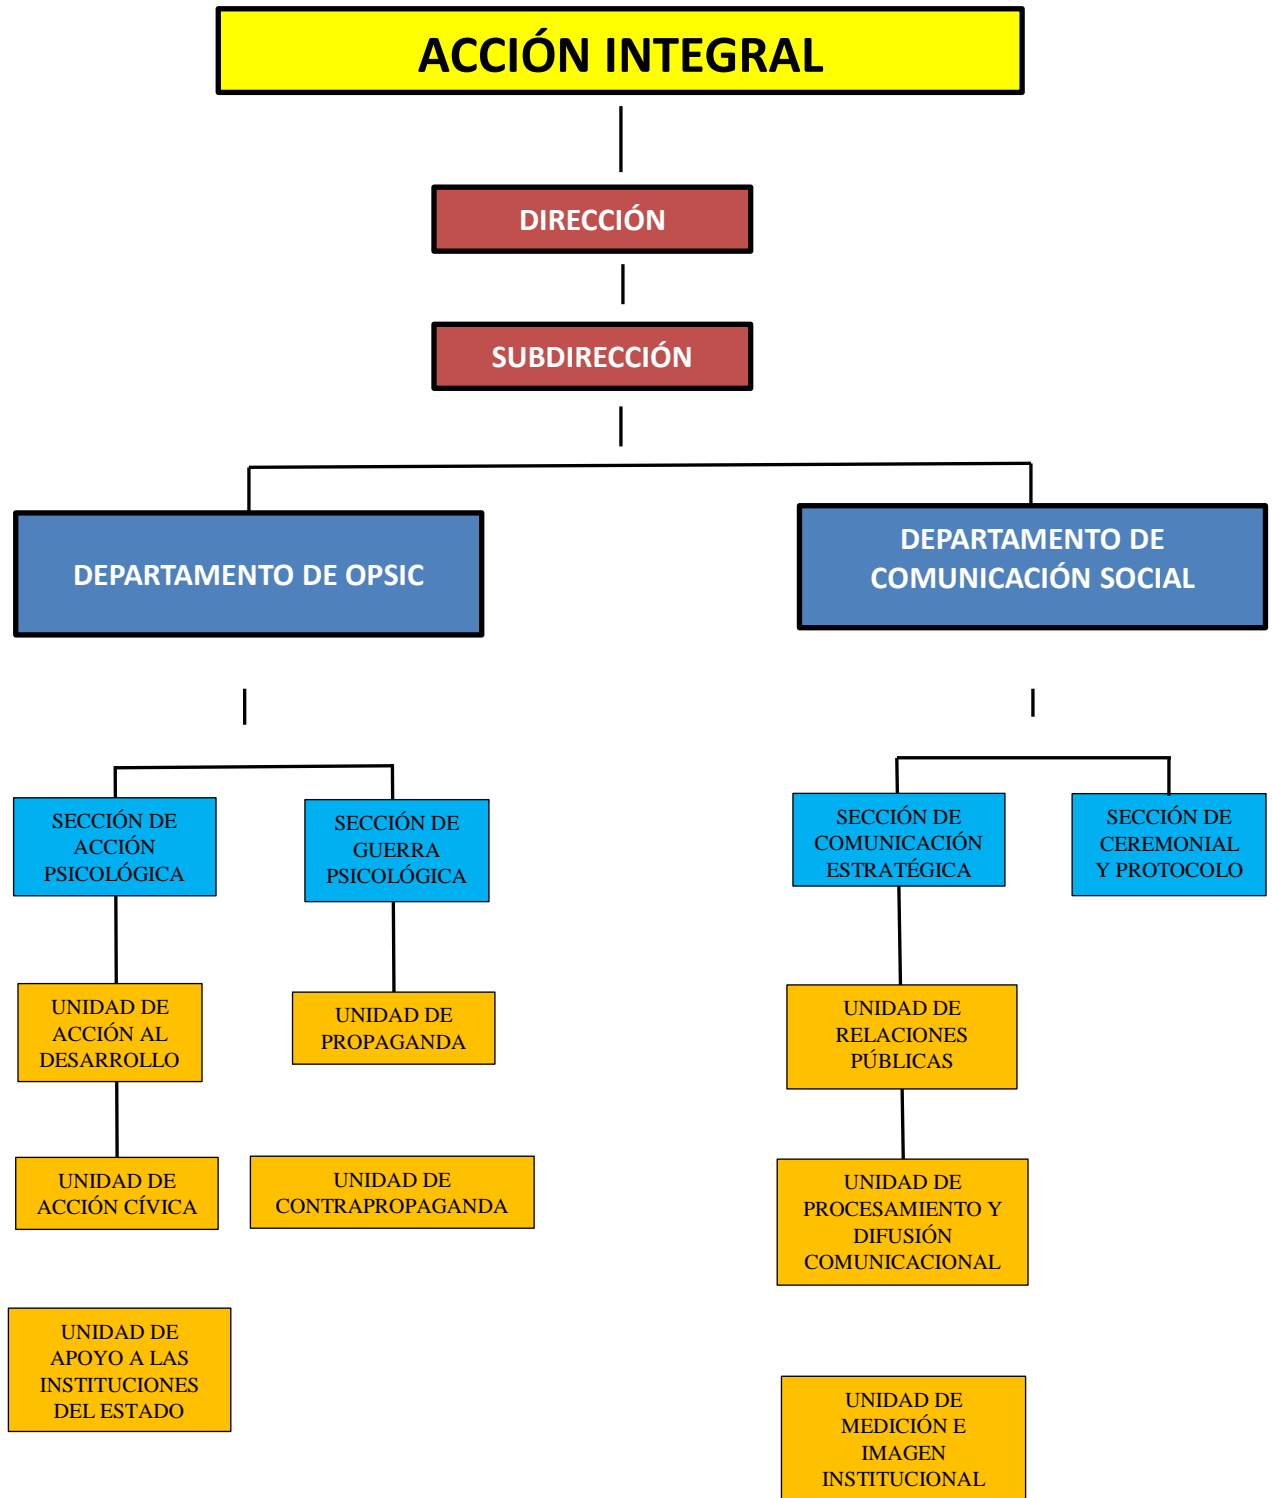 ACCIÓN INTEGRAL
DIRECCIÓN
SUBDIRECCIÓN
DEPARTAMENTO DE OPSIC
DEPARTAMENTO DE
COMUNICACIÓN SOCIAL
SECCIÓN DE
ACCIÓN
PSICOLÓGICA
SECCIÓN DE
GUERRA
PSICOLÓGICA
SECCIÓN DE
COMUNICACIÓN
ESTRATÉGICA
SECCIÓN DE
CEREMONIAL
Y PROTOCOLO
UNIDAD DE
ACCIÓN AL
DESARROLLO
UNIDAD DE
PROPAGANDA
UNIDAD DE
RELACIONES
PÚBLICAS
UNIDAD DE
ACCIÓN CÍVICA
UNIDAD DE
CONTRAPROPAGANDA
UNIDAD DE
PROCESAMIENTO Y
DIFUSIÓN
COMUNICACIONAL
UNIDAD DE
APOYO A LAS
INSTITUCIONES
DEL ESTADO
UNIDAD DE
MEDICIÓN E
IMAGEN
INSTITUCIONAL